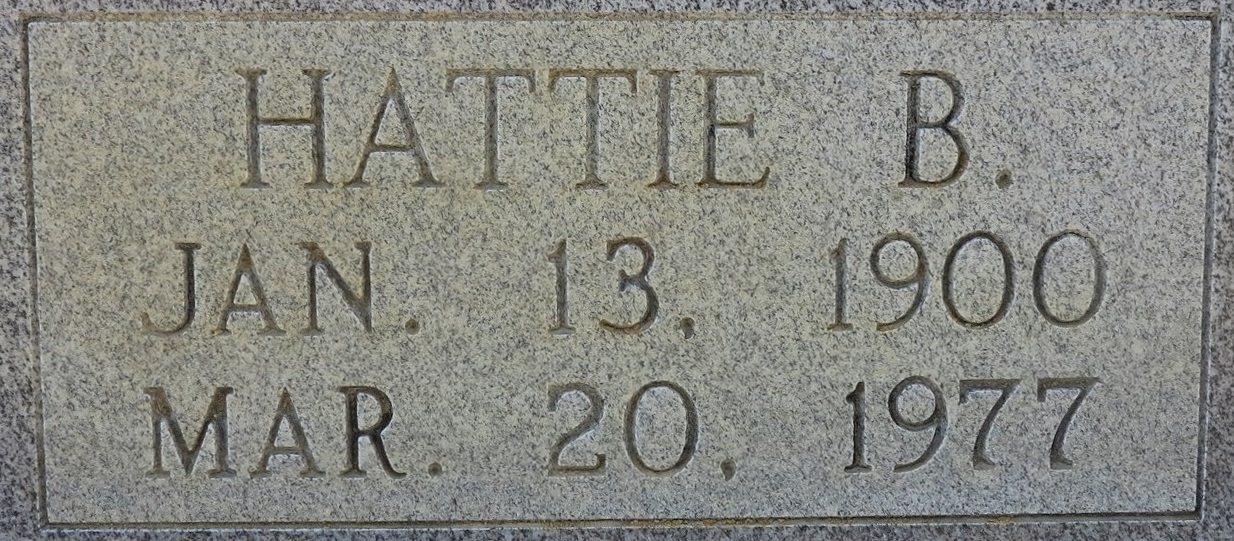 HATTIE B.
JAN. 13, 1900
MAR. 20, 1977